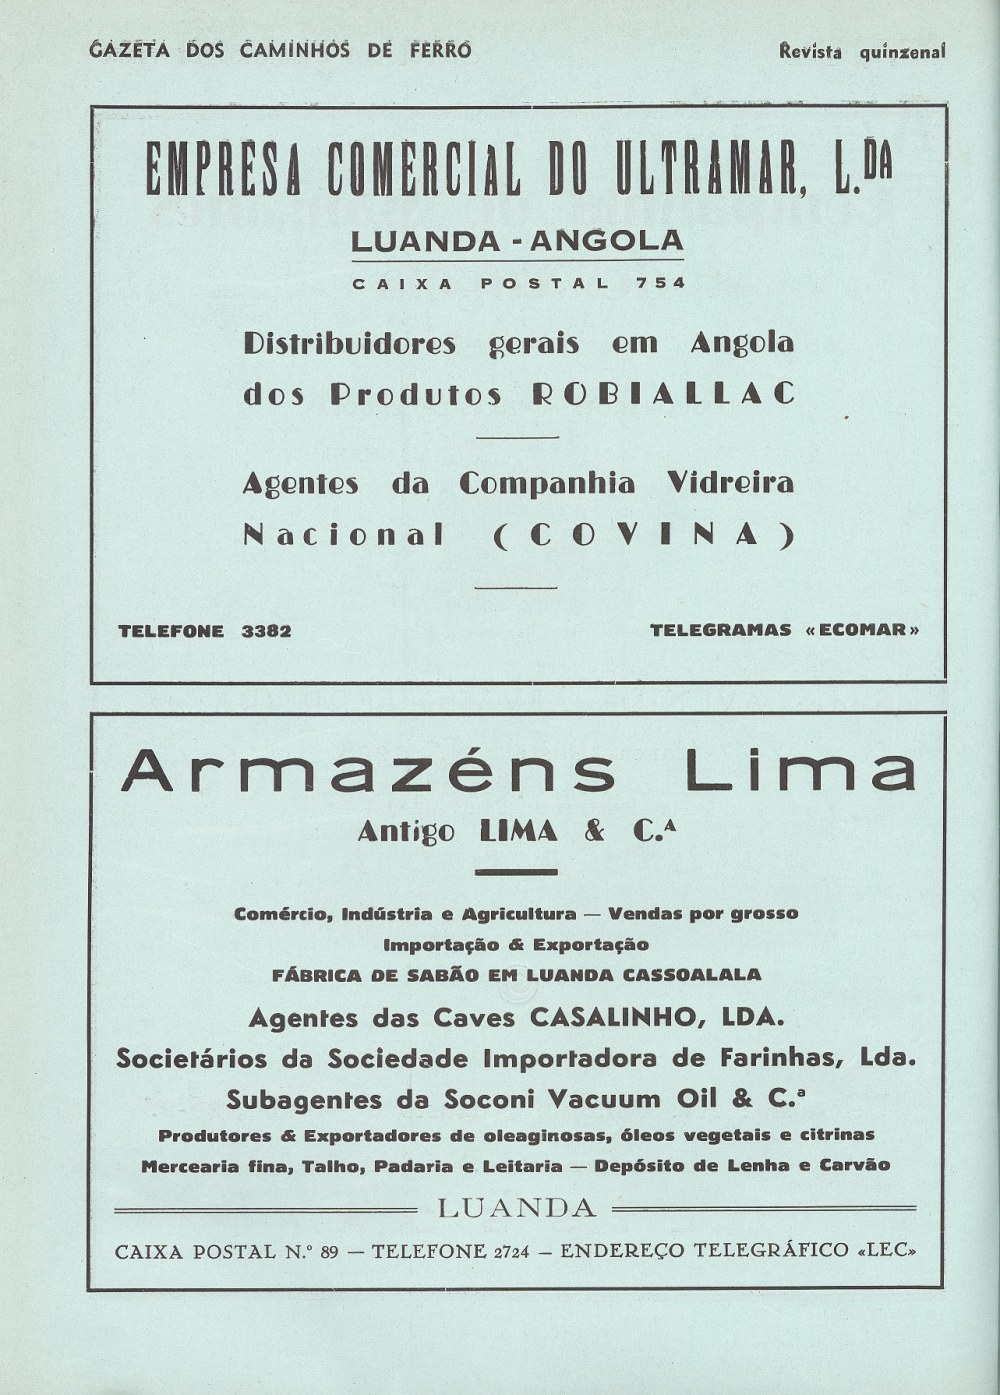 GAZETA DOS CAMINHOS DE FERRO
Revista quinzenal
EMPRESA COMERCIAL DO ULTRAMAR, L.DA
LUANDA - ANGOLA
CAIXA POSTAL 754
Distribuidores gerais em Angola
dos Produtos ROBIALLAC
Agentes da Companhia Vidreira
Nacional (COVINA)
TELEFONE 3382
TELEGRAMAS «ECOMAR»
Armazéns Lima
Antigo LIMA & C.A
Comércio, Indústria e Agricultura — Vendas por grosso
Importação & Exportação
FÁBRICA DE SABÃO EM LUANDA CASSOALALA
Agentes das Caves CASALINHO, LDA.
Societários da Sociedade Importadora de Farinhas, Lda.
Subagentes da Soconi Vacuum Oil & C.ª
Produtores & Exportadores de oleaginosas, óleos vegetais e citrinas
Mercearia fina, Talho, Padaria e Leitaria — Depósito de Lenha e Carvão
LUANDA
CAIXA POSTAL N.º 89 — TELEFONE 2724 — ENDEREÇO TELEGRÁFICO «LEC»